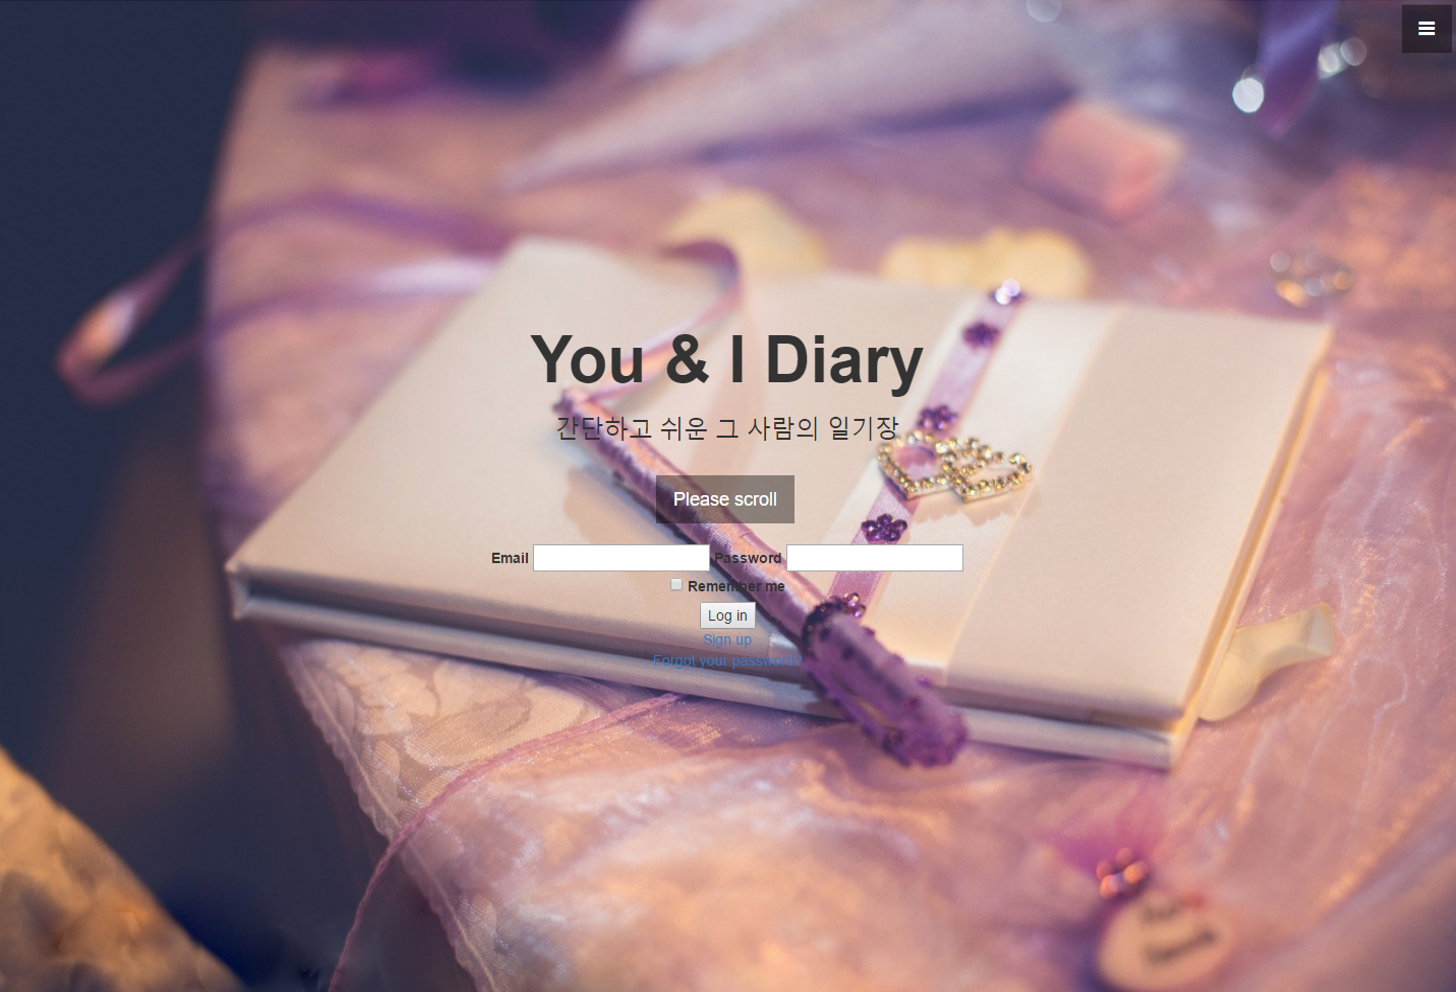 You & I Diary
간단하고 쉬운 그 사람의 일기장
Please scroll
Email Password
Remember me
Log in
Sign up
Forgot your password?